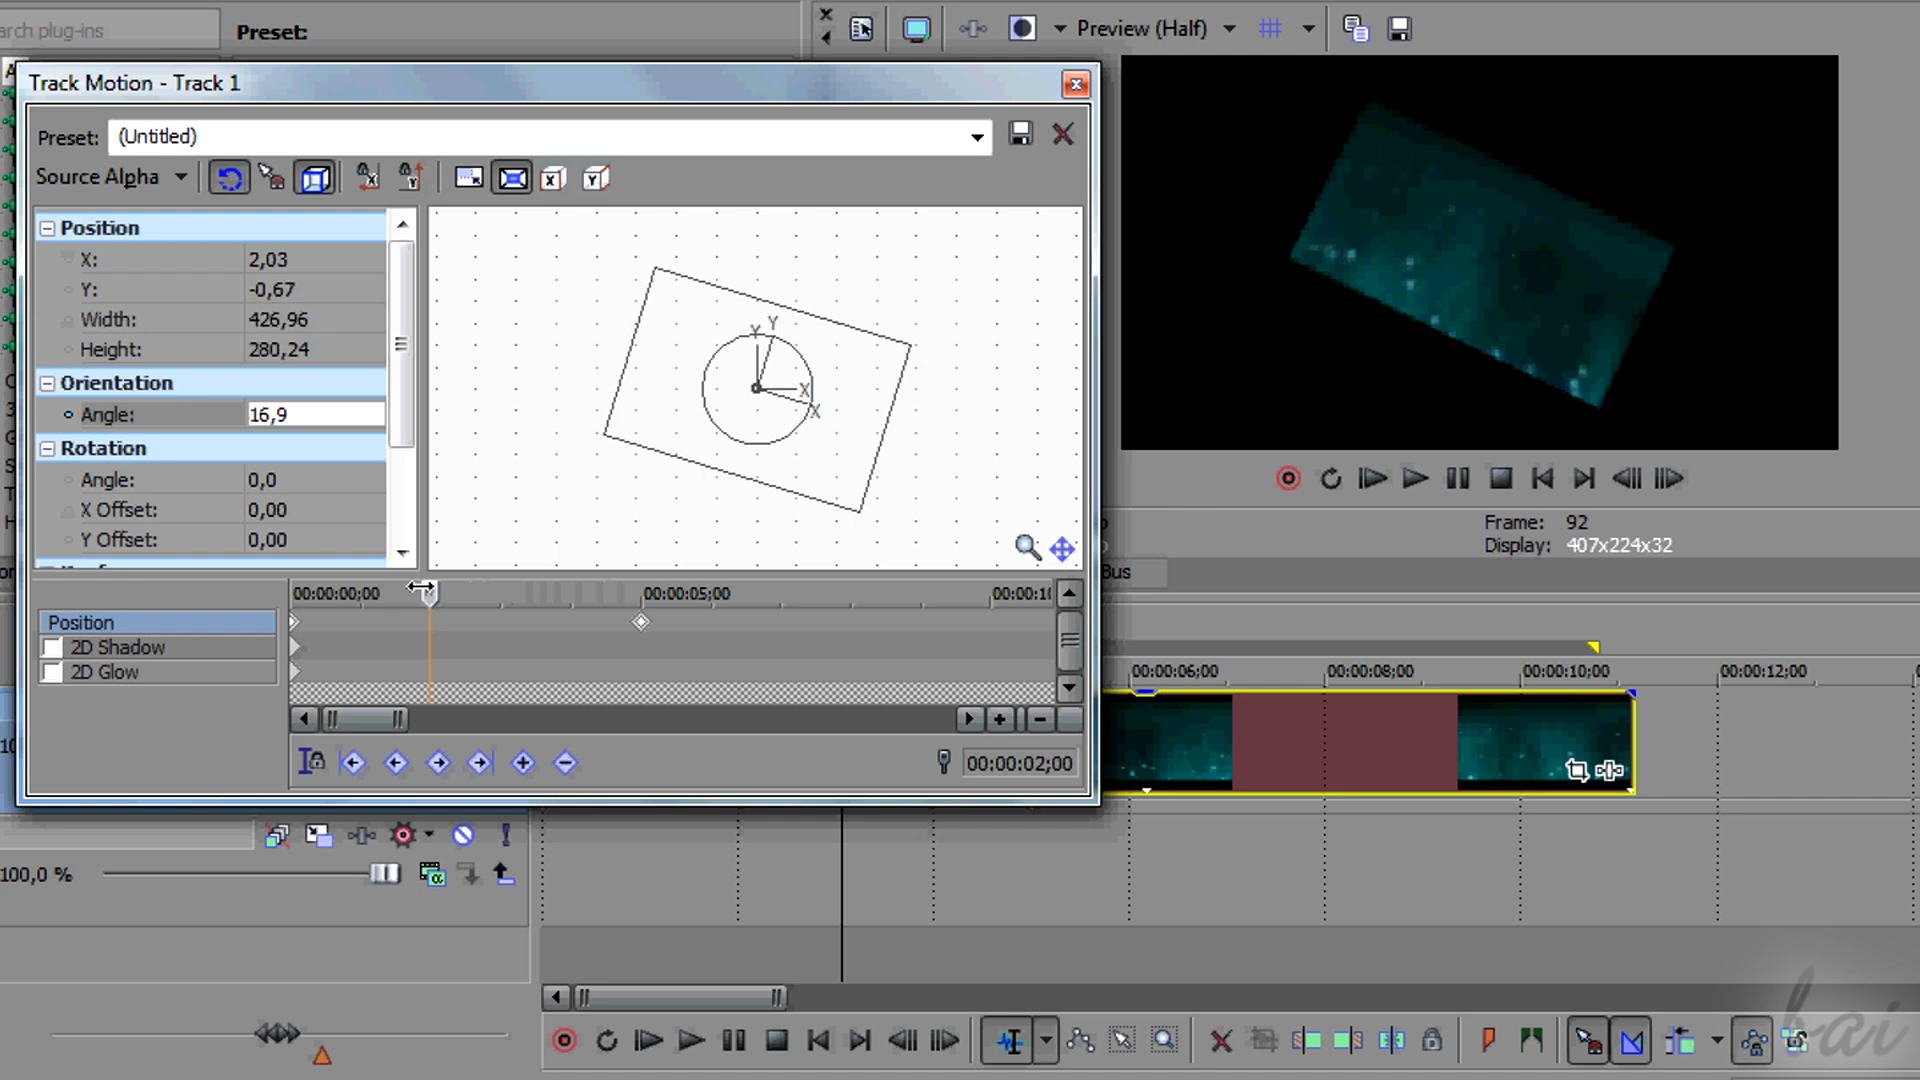 arch plug-ins
Preset:
Preview (Half)
Track Motion - Track 1
Preset:
(Untitled)
Source Alpha
Position
X:
2,03
Y:
-0,67
Width:
426,96
Height:
280,24
Orientation
Angle:
16,9
Rotation
Angle:
0,0
X Offset:
0,00
Y Offset:
0,00
Y
Y
X
X
Frame: 92
Display: 407x224x32
Bus
00:00:00;00
00:00:05;00
00:00:1
Position
2D Shadow
2D Glow
00:00:02;00
00:00:06;00
00:00:08;00
00:00:10;00
00:00:12;00
100,0 %
bai